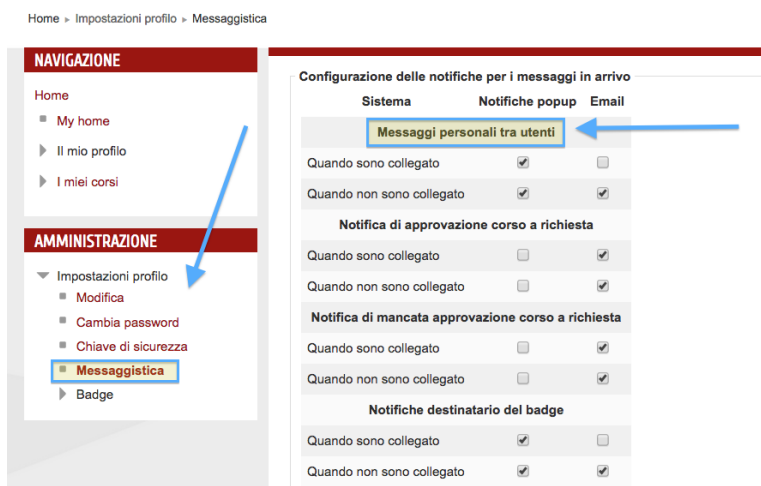 Home ▸ Impostazioni profilo ▸ Messaggistica
NAVIGAZIONE
Home
My home
Il mio profilo
I miei corsi
AMMINISTRAZIONE
Impostazioni profilo
Modifica
Cambia password
Chiave di sicurezza
Messaggistica
Badge
Configurazione delle notifiche per i messaggi in arrivo
Sistema Notifiche popup Email
Messaggi personali tra utenti
Quando sono collegato
Quando non sono collegato
Notifica di approvazione corso a richiesta
Quando sono collegato
Quando non sono collegato
Notifica di mancata approvazione corso a richiesta
Quando sono collegato
Quando non sono collegato
Notifiche destinatario del badge
Quando sono collegato
Quando non sono collegato